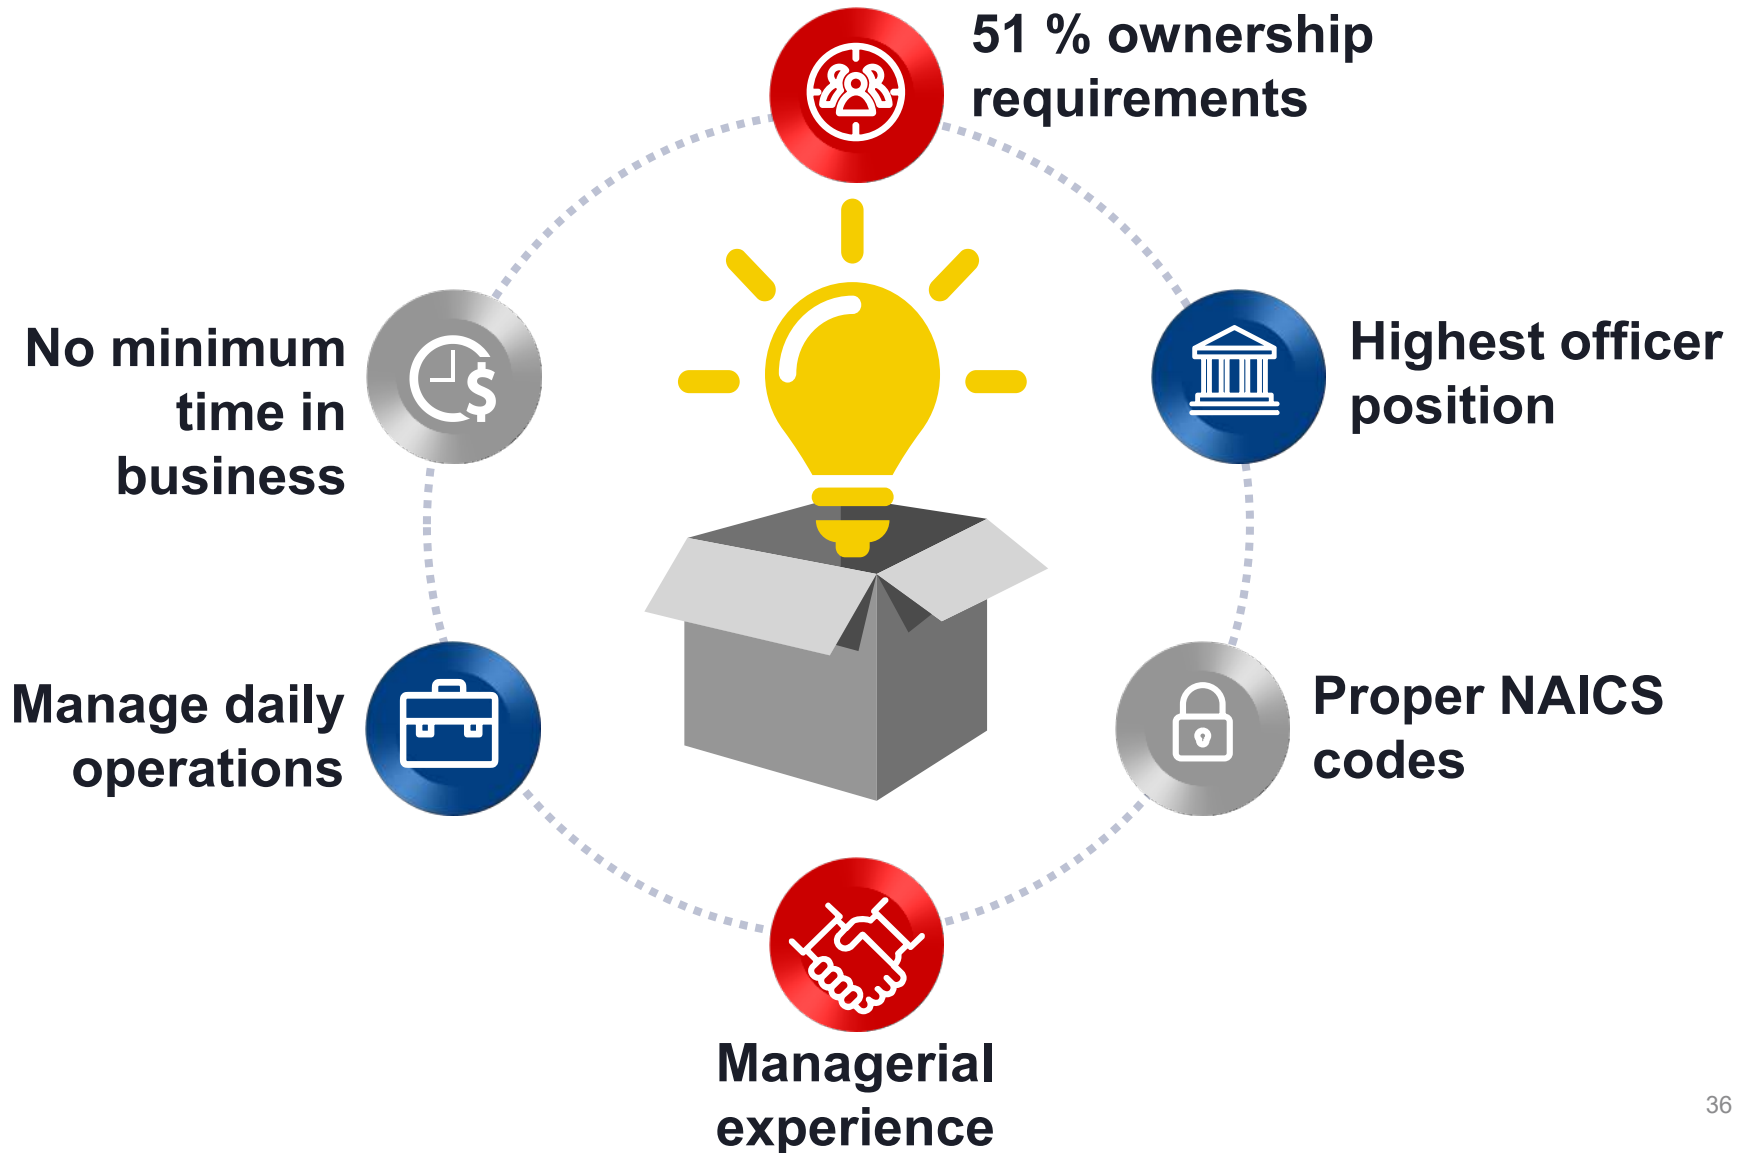 51 % ownership
requirements
Highest officer
position
Proper NAICS
codes
Managerial
experience
Manage daily
operations
No minimum
time in
business
$
36